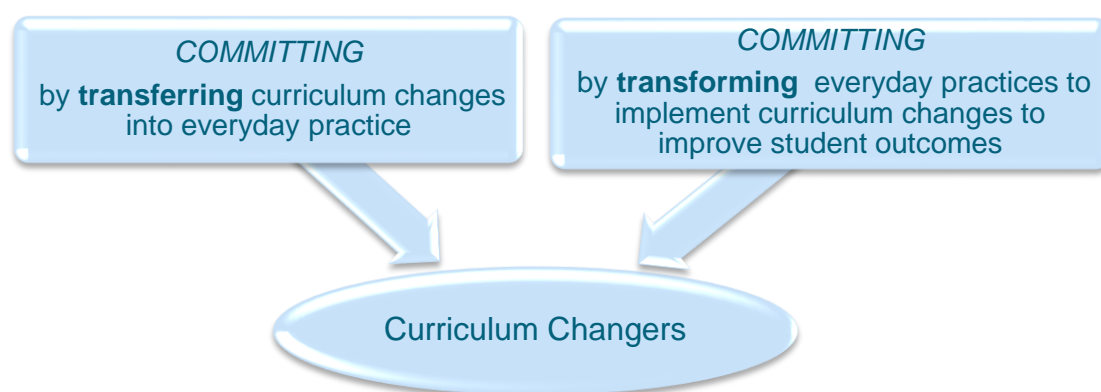 COMMITTING
by transferring curriculum changes
into everyday practice
COMMITTING
by transforming everyday practices to
implement curriculum changes to
improve student outcomes
Curriculum Changers